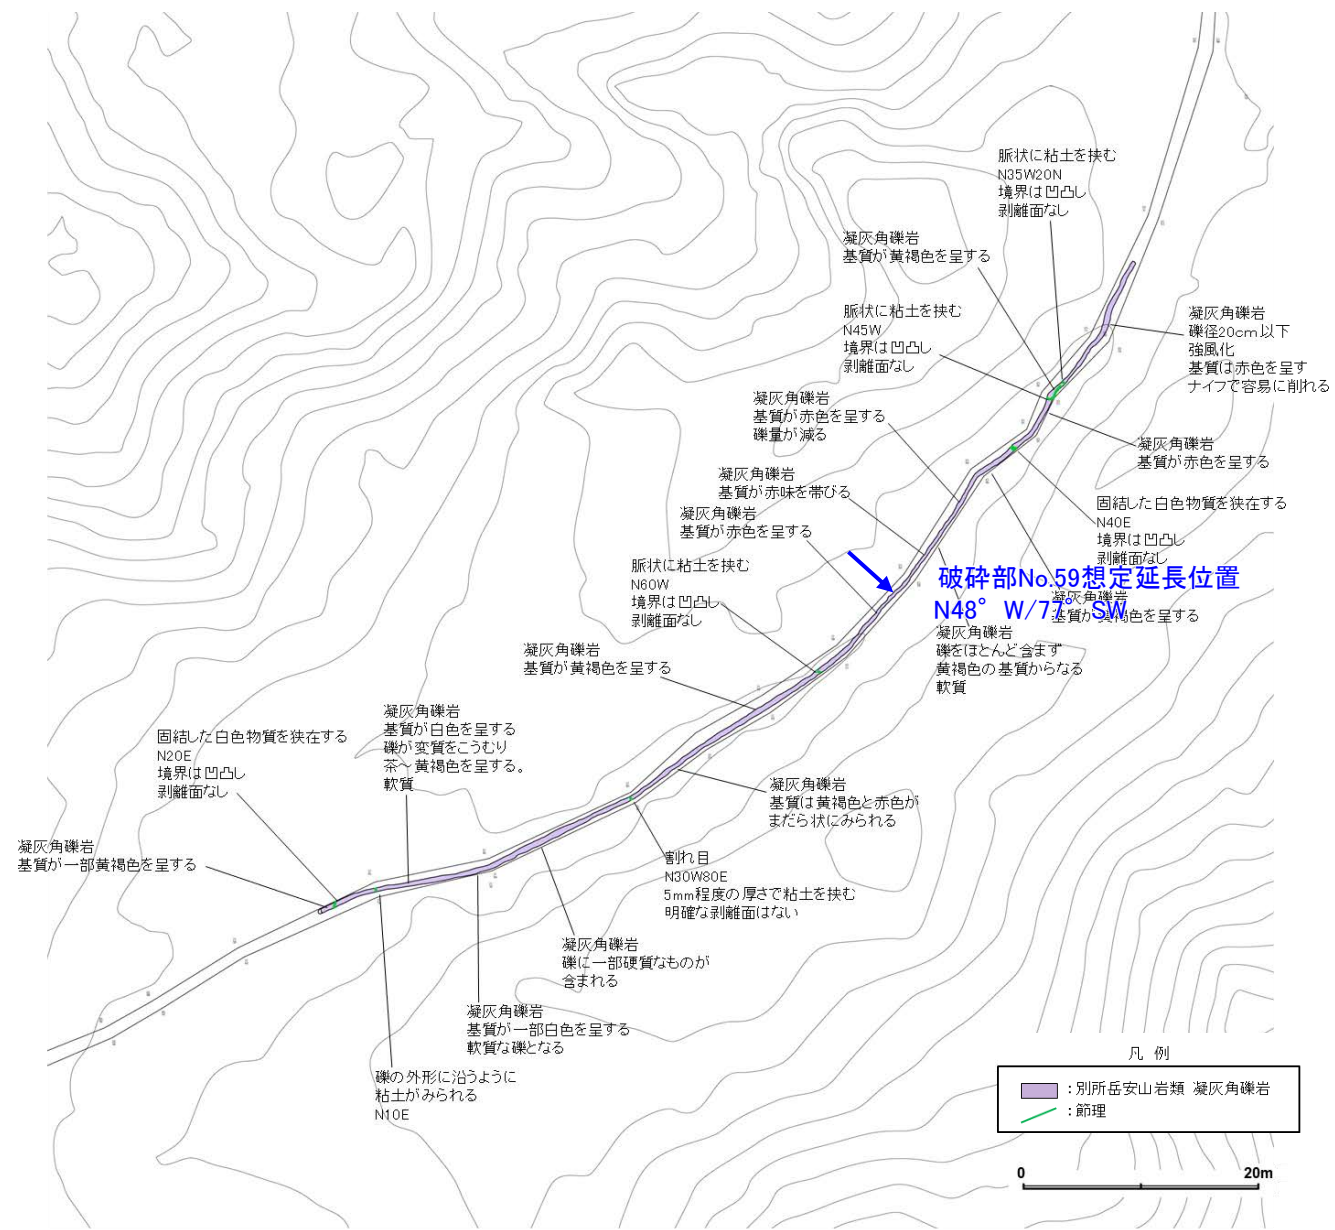 脈状に粘土を挟む
N35W20N
境界は凹凸し
剥離面なし
凝灰角礫岩
基質が黄褐色を呈する
脈状に粘土を挟む
N45W
境界は凹凸し
剥離面なし
凝灰角礫岩
礫径20cm以下
強風化
基質は赤色を呈す
ナイフで容易に削れる
凝灰角礫岩
基質が赤色を呈する
礫量が減る
凝灰角礫岩
基質が赤色を呈する
凝灰角礫岩
基質が赤味を帯びる
固結した白色物質を狭在する
N40E
境界は凹凸し
剥離面なし
凝灰角礫岩
基質が赤色を呈する
脈状に粘土を挟む
N60W
境界は凹凸し
剥離面なし
破砕部No.59想定延長位置
N48°W/77°SW
凝灰角礫岩
基質が黄褐色を呈する
凝灰角礫岩
礫をほとんど含まず
黄褐色の基質からなる
軟質
凝灰角礫岩
基質が黄褐色を呈する
凝灰角礫岩
基質が白色を呈する
礫が変質をこうむり
茶～黄褐色を呈する。
軟質
固結した白色物質を狭在する
N20E
境界は凹凸し
剥離面なし
凝灰角礫岩
基質は黄褐色と赤色が
まだら状にみられる
凝灰角礫岩
基質が一部黄褐色を呈する
割れ目
N30W80E
5mm程度の厚さで粘土を挟む
明確な剥離面はない
凝灰角礫岩
礫に一部硬質なものが
含まれる
凝灰角礫岩
基質が一部白色を呈する
軟質な礫となる
礫の外形に沿うように
粘土がみられる
N10E
凡 例
：別所岳安山岩類 凝灰角礫岩
：節理
0 20m